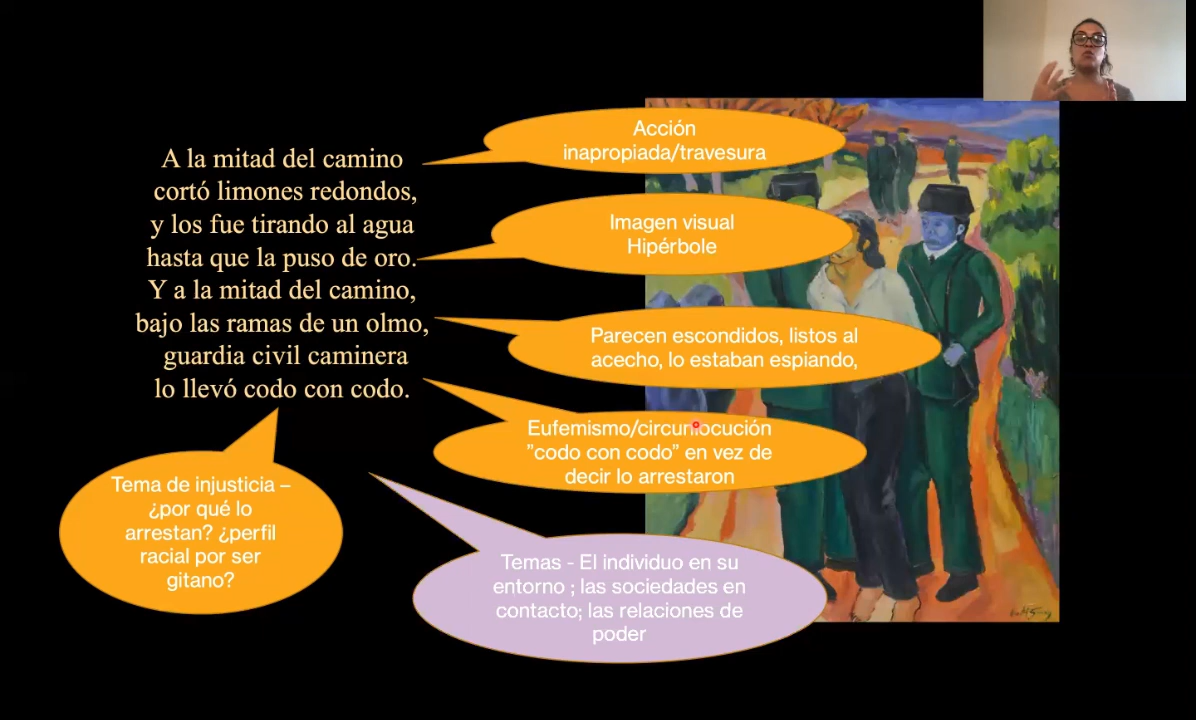 A la mitad del camino
cortó limones redondos,
y los fue tirando al agua
hasta que la puso de oro.
Y a la mitad del camino,
bajo las ramas de un olmo,
guardia civil caminera
lo llevó codo con codo.
Acción
inapropiada/travesura
Imagen visual
Hipérbole
Parecen escondidos, listos al
acecho, lo estaban espiando,
Eufemismo/circunlocución
”codo con codo” en vez de
decir lo arrestaron
Tema de injusticia –
¿por qué lo
arrestan? ¿perfil
racial por ser
gitano?
Temas - El individuo en su
entorno ; las sociedades en
contacto; las relaciones de
poder